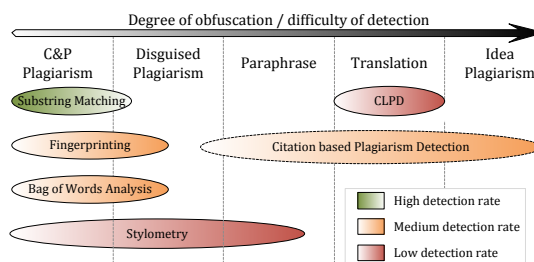 Degree of obfuscation / difficulty of detection
C&P
Plagiarism
Disguised
Plagiarism
Paraphrase
Translation
Idea
Plagiarism
Substring Matching
CLPD
Fingerprinting
Citation based Plagiarism Detection
Bag of Words Analysis
Stylometry
High detection rate
Medium detection rate
Low detection rate